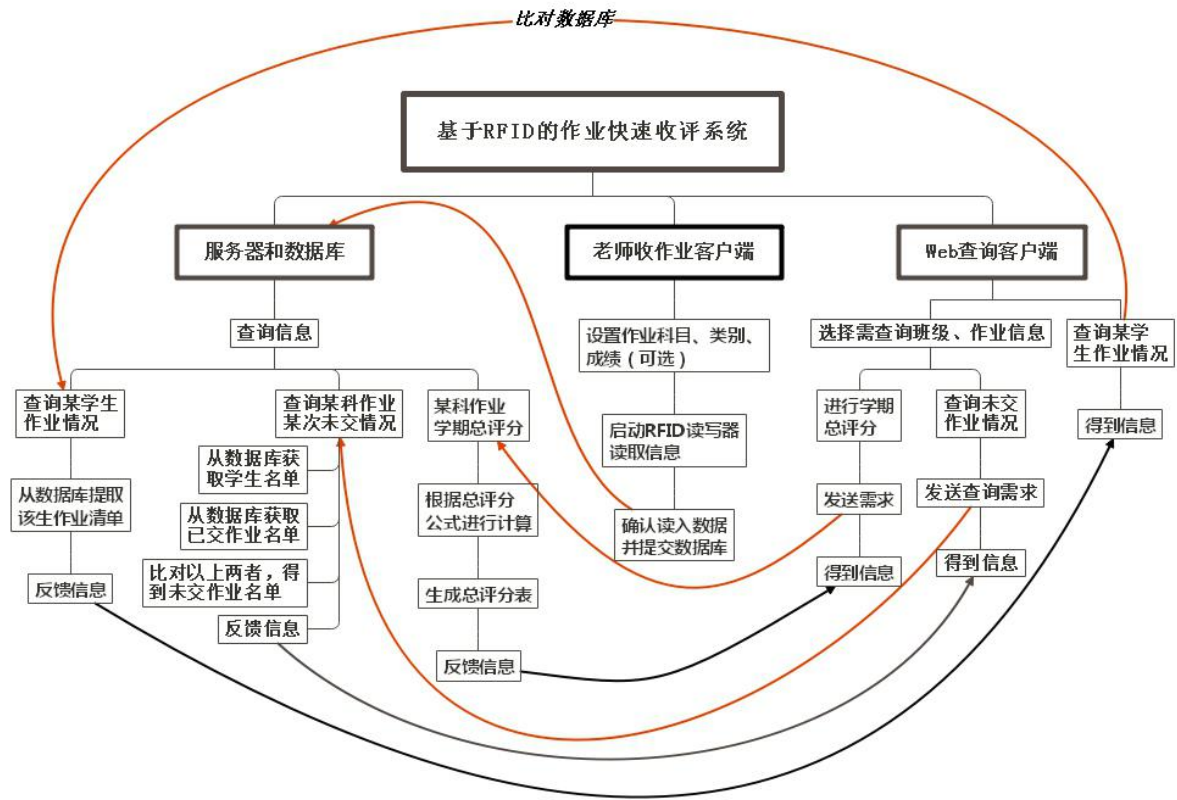 比对数据库
基于RFID的作业快速收评系统
服务器和数据库
老师收作业客户端
Web查询客户端
查询信息
查询某学生
作业情况
从数据库提取
该生作业清单
反馈信息
查询某科作业
某次未交情况
从数据库获
取学生名单
从数据库获取
已交作业名单
比对以上两者，得
到未交作业名单
反馈信息
某科作业
学期总评分
根据总评分
公式进行计算
生成总评分表
反馈信息
设置作业科目、类别、
成绩（可选）
启动RFID读写器
读取信息
确认读入数据
并提交数据库
选择需查询班级、作业信息
进行学期
总评分
发送需求
得到信息
查询未交
作业情况
发送查询需求
得到信息
查询某学
生作业情况
得到信息